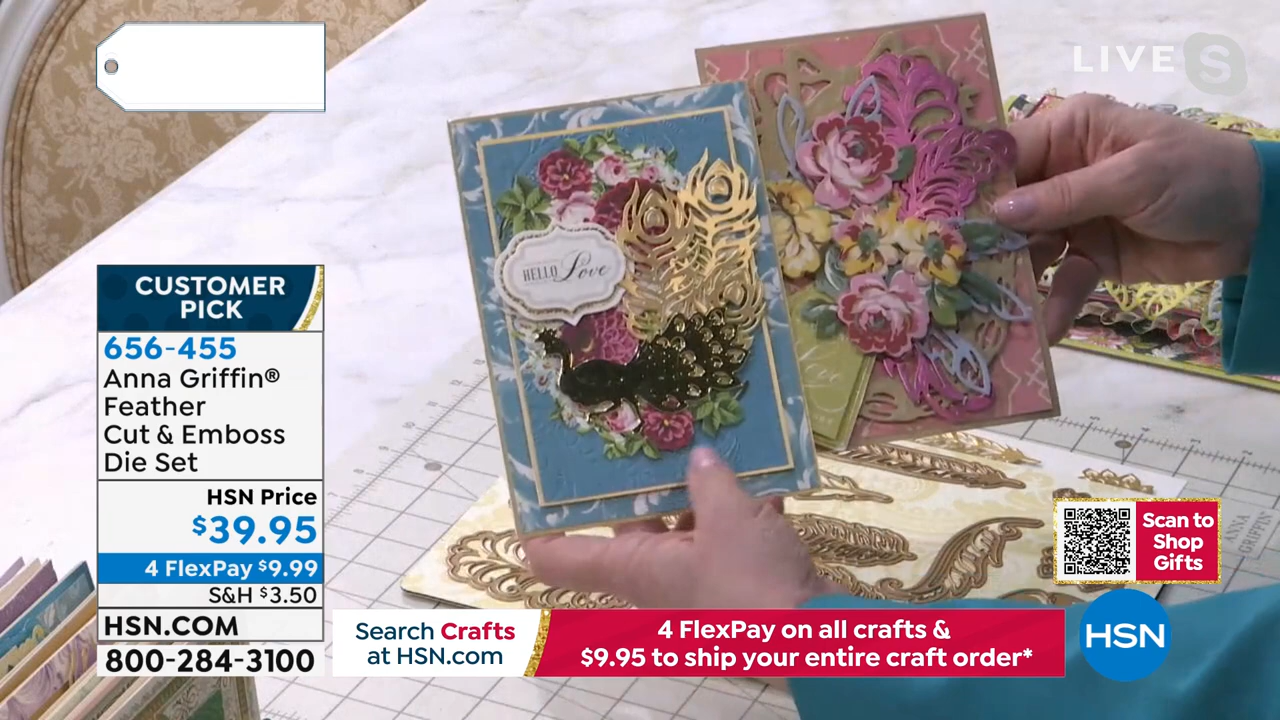 LIVE S
CUSTOMER
PICK
656-455
Anna Griffin®
Feather
Cut & Emboss
Die Set
HSN Price
$39.95
4 FlexPay $9.99
S&H $3.50
HSN.COM
800-284-3100
HELLO Love
ANNA
GRIFFIN
Scan to
Shop
Gifts
Search Crafts
at HSN.com
4 FlexPay on all crafts &
$9.95 to ship your entire craft order*
HSN